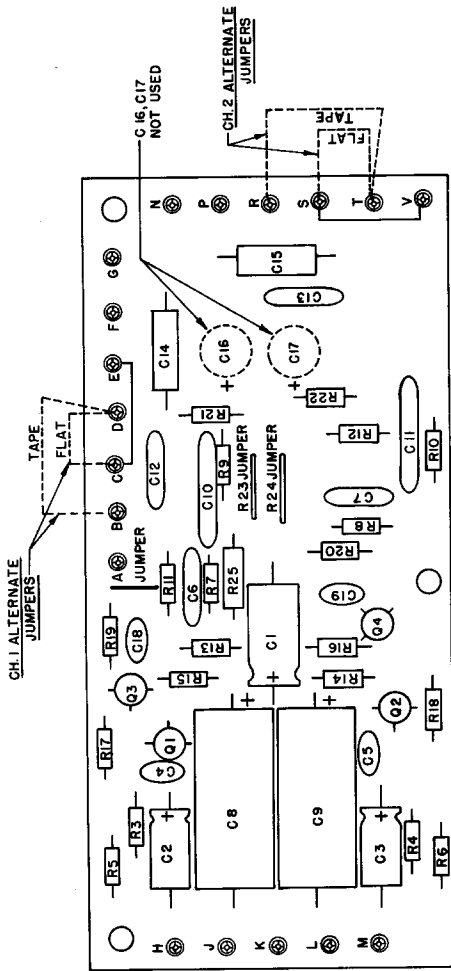 CH.1 ALTERNATE
JUMPERS
TAPE
FLAT
C16, C17
NOT USED
CH.2 ALTERNATE
JUMPERS
TAPE
FLAT
A
B
C
D
E
F
G
N
P
R
S
T
V
H
J
K
L
M
JUMPER
R5
R17
R19
R3
Q3
C18
R11
C12
C14
C2
C4
Q1
R15
R13
C6
R7
R25
C10
R9
R21
C16
+
C15
C13
R23 JUMPER
R24 JUMPER
C17
+
C8
+
C1
+
C9
+
R14
R16
C19
R20
R8
C7
R12
R22
C11
C3
+
C2
+
C5
Q2
Q4
R4
R6
R18
R10